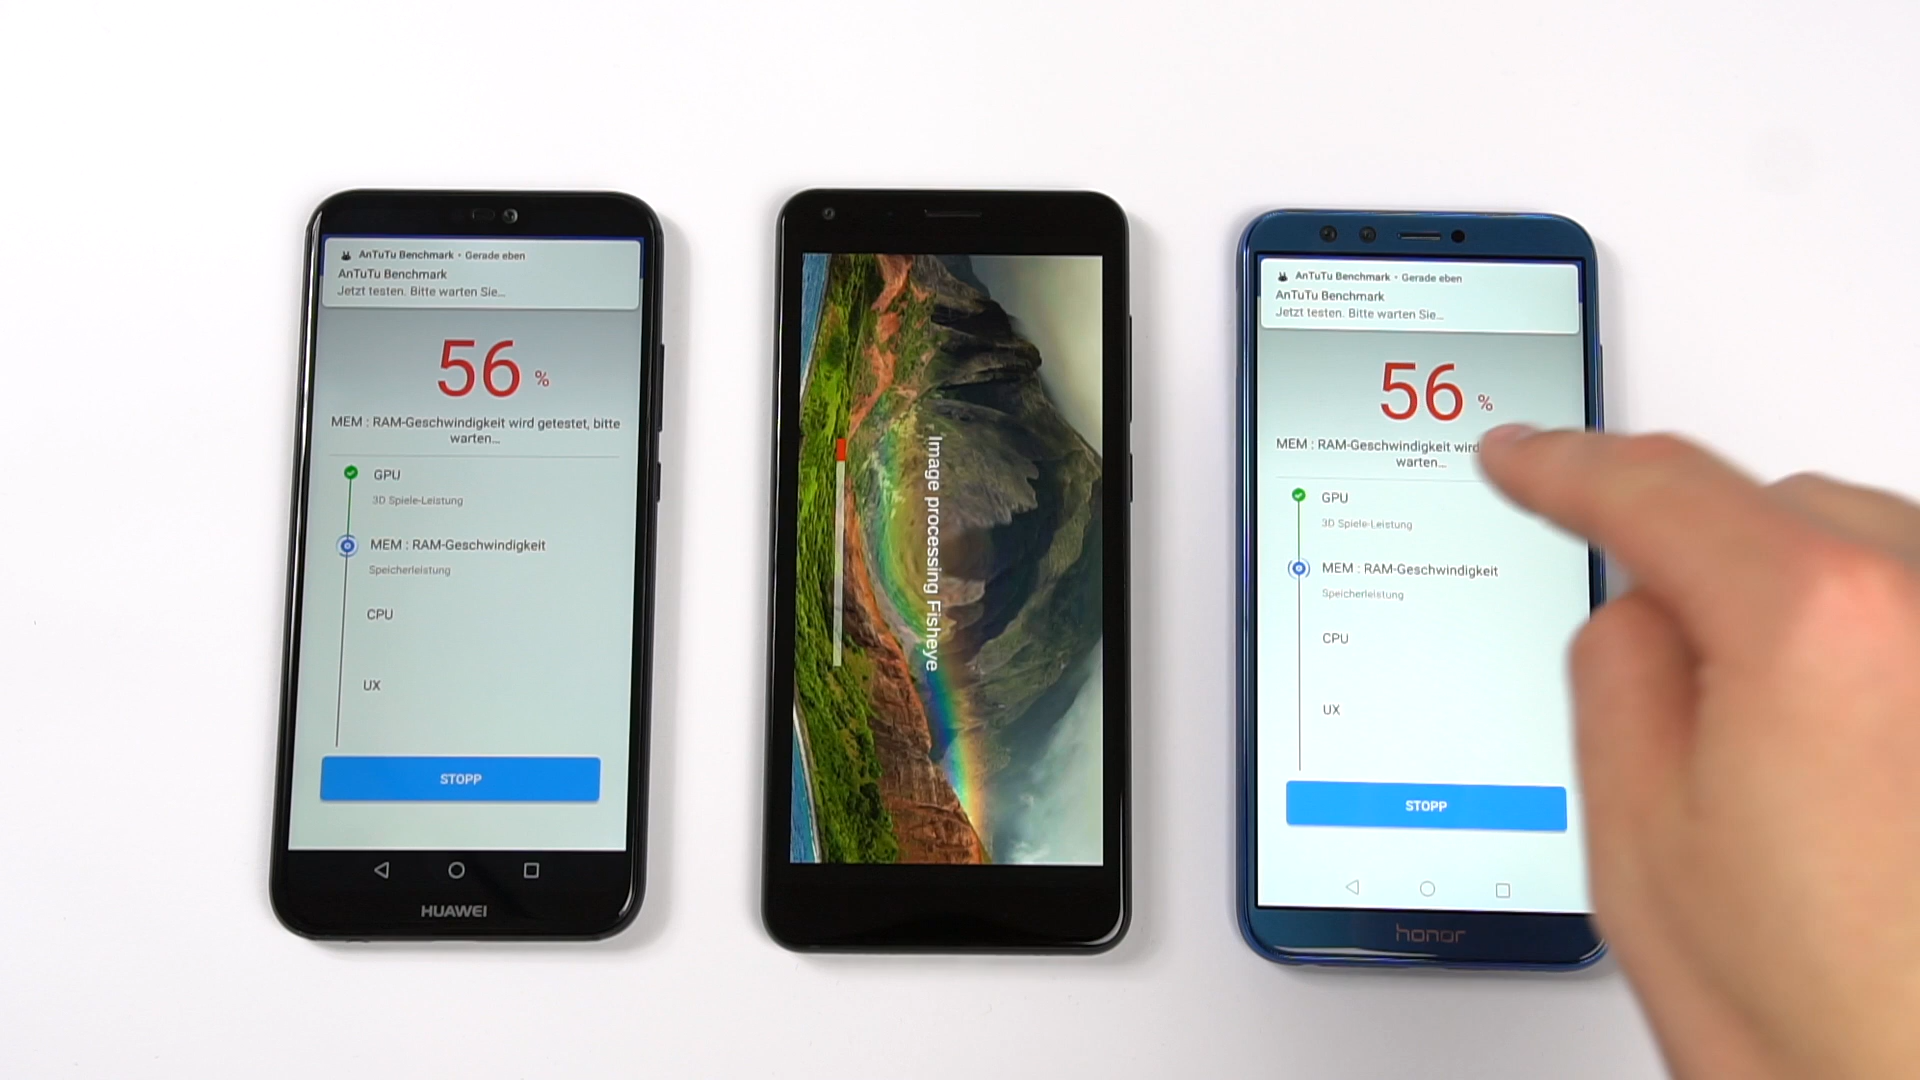 AnTuTu Benchmark • Gerade eben
AnTuTu Benchmark
Jetzt testen. Bitte warten Sie...
56 %
MEM : RAM-Geschwindigkeit wird getestet, bitte
warten...
GPU
3D Spiele-Leistung
MEM : RAM-Geschwindigkeit
Speicherleistung
CPU
UX
STOPP
HUAWEI
Image processing Fisheye
AnTuTu Benchmark • Gerade eben
AnTuTu Benchmark
Jetzt testen. Bitte warten Sie...
56 %
MEM : RAM-Geschwindigkeit wird
warten...
GPU
3D Spiele-Leistung
MEM : RAM-Geschwindigkeit
Speicherleistung
CPU
UX
STOPP
honor